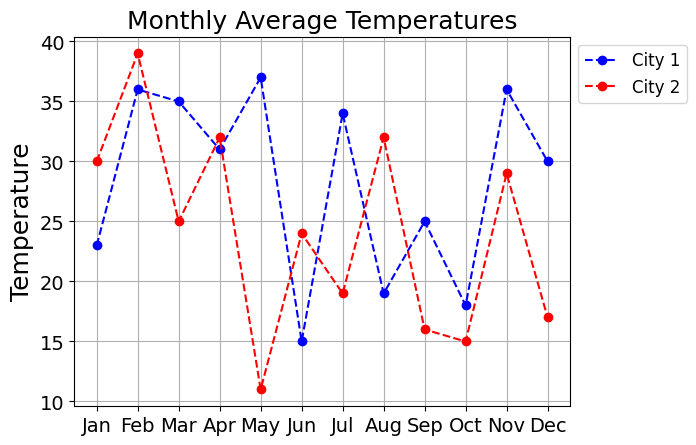 Monthly Average Temperatures
City 1
City 2
Temperature
40
35
30
25
20
15
10
Jan Feb Mar Apr May Jun Jul Aug Sep Oct Nov Dec